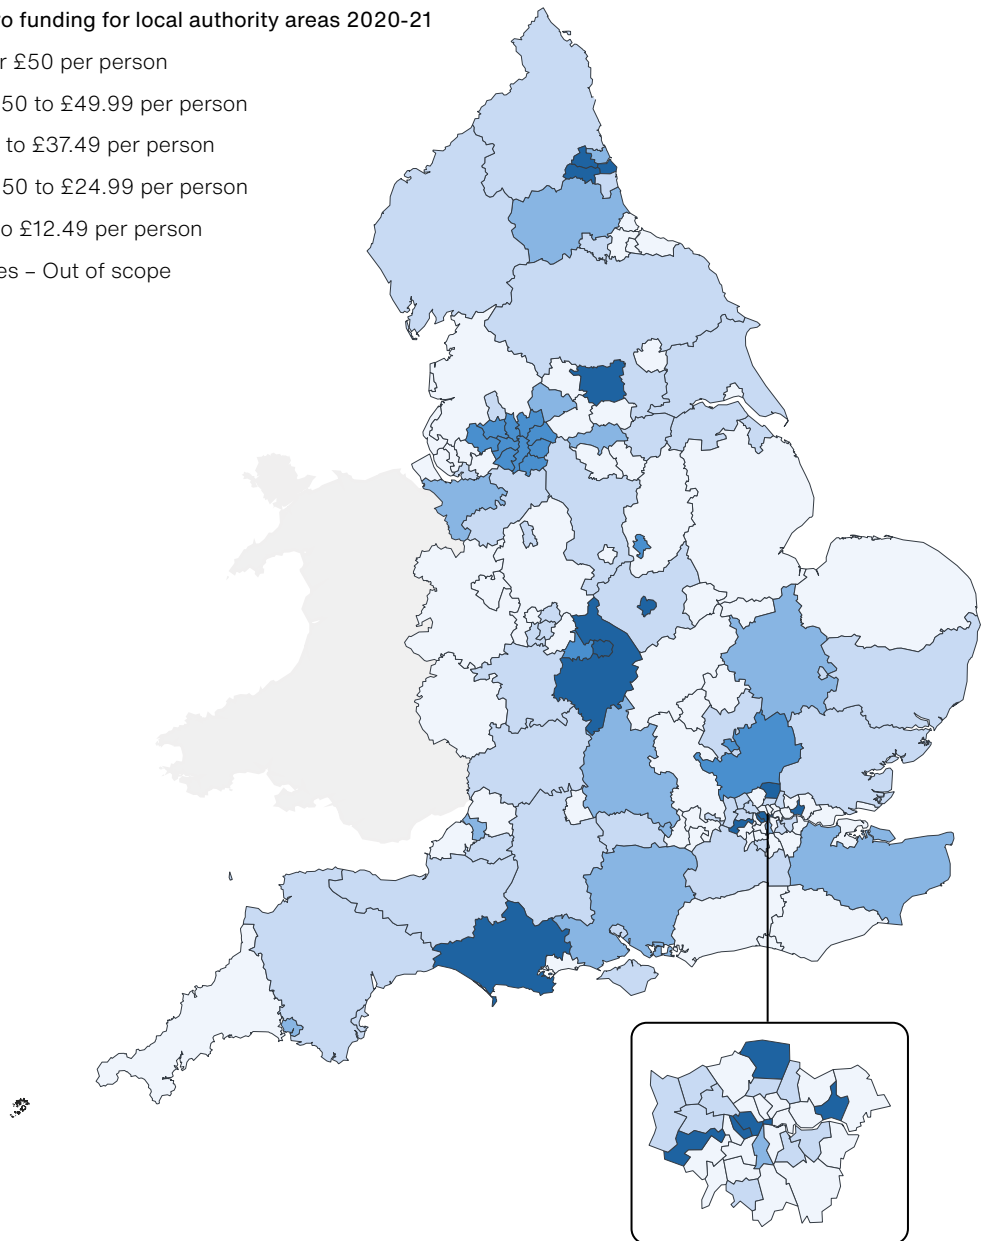 funding for local authority areas 2020-21
£50 per person
50 to £49.99 per person
to £37.49 per person
50 to £24.99 per person
£12.49 per person
– Out of scope